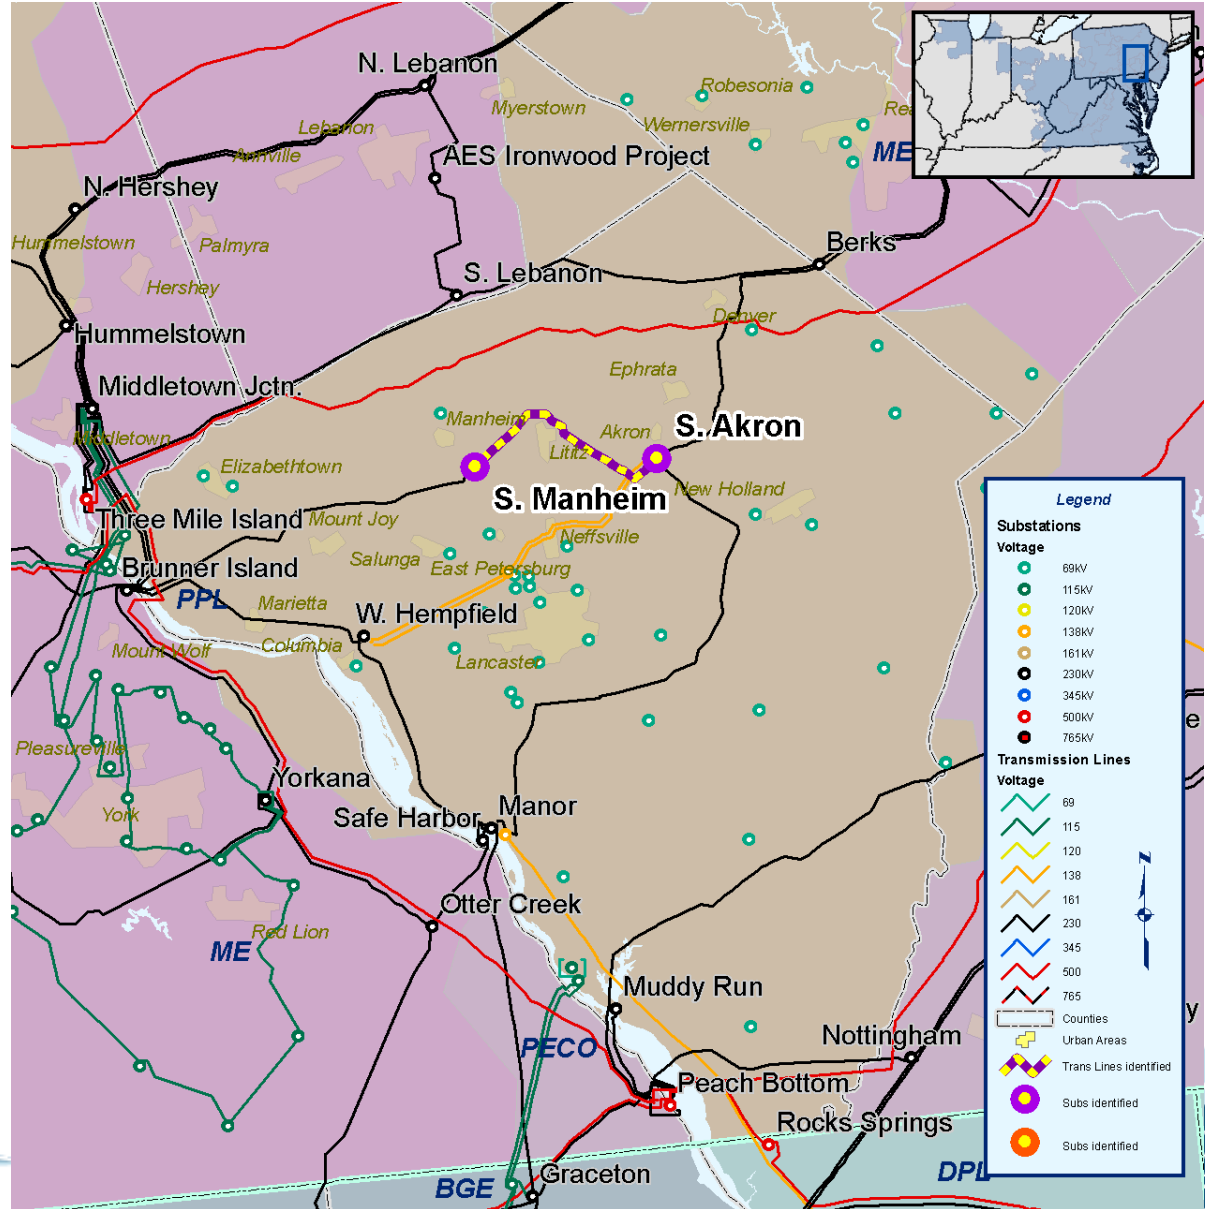 N. Lebanon
Robesonia
Myerstown
Wernersville
Lebanon
Annville
AES Ironwood Project
ME
N. Hershey
Hummelstown
Palmyra
Berks
S. Lebanon
Hershey
Denver
Hummelstown
Ephrata
Middletown Jctn.
Manheim
Akron
S. Akron
Middletown
Lititz
Elizabethtown
S. Manheim
New Holland
Three Mile Island
Mount Joy
Neffsville
Salunga
East Petersburg
Brunner Island
PPL
Marietta
W. Hempfield
Columbia
Mount Wolf
Lancaster
Pleasureville
Yorkana
York
Manor
Safe Harbor
Otter Creek
Red Lion
ME
Muddy Run
Nottingham
PECO
Peach Bottom
Rocks Springs
Graceton
BGE
DPL
Legend
Substations
Voltage
69kV
115kV
120kV
138kV
161kV
230kV
345kV
500kV
765kV
Transmission Lines
Voltage
69
115
120
138
161
230
345
500
765
Counties
Urban Areas
Trans Lines identified
Subs identified
Subs identified
N